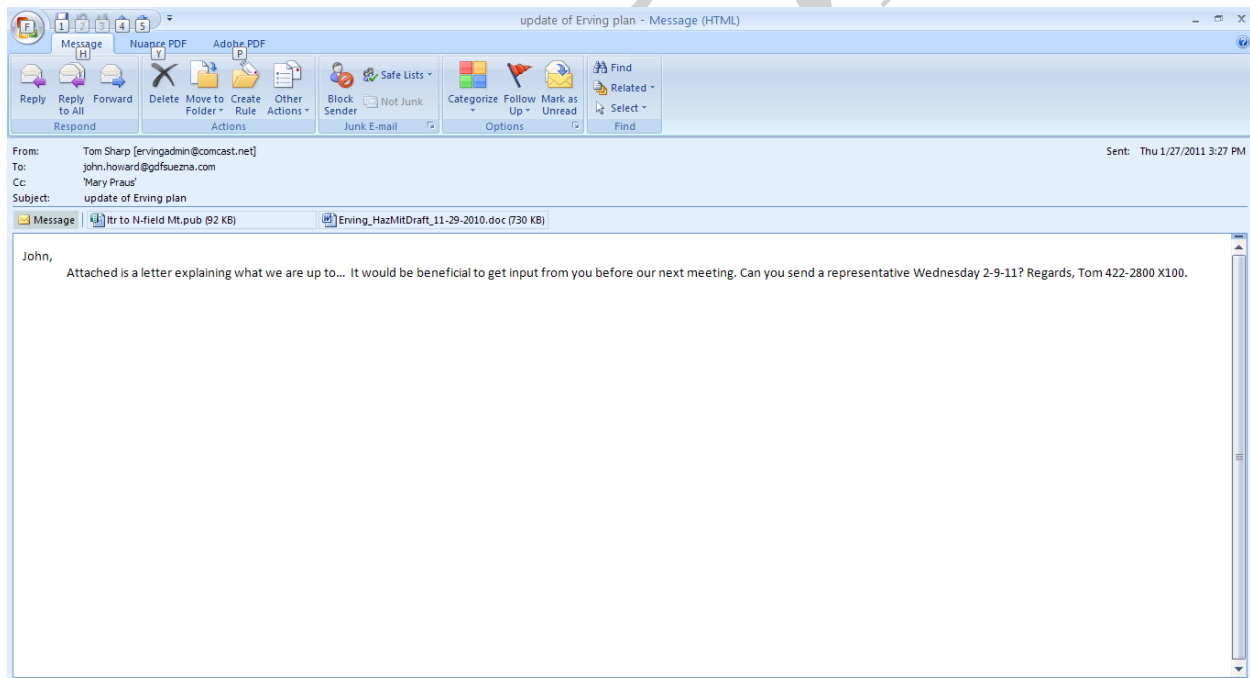 update of Erving plan - Message (HTML)
F 1 2 3 4 5
Message Nuance PDF Adobe PDF
H Y P
Reply Reply to All Forward
Respond
Delete Move to Folder Create Rule Other Actions
Actions
Block Sender Safe Lists Not Junk
Junk E-mail
Categorize Follow Up Mark as Unread
Options
Find
Related
Select
Find
From: Tom Sharp [ervingadmin@comcast.net] Sent: Thu 1/27/2011 3:27 PM
To: john.howard@gdfsuezna.com
Cc: 'Mary Praus'
Subject: update of Erving plan
Message ltr to N-field Mt.pub (92 KB) Erving_HazMitDraft_11-29-2010.doc (730 KB)
John,
Attached is a letter explaining what we are up to... It would be beneficial to get input from you before our next meeting. Can you send a representative Wednesday 2-9-11? Regards, Tom 422-2800 X100.